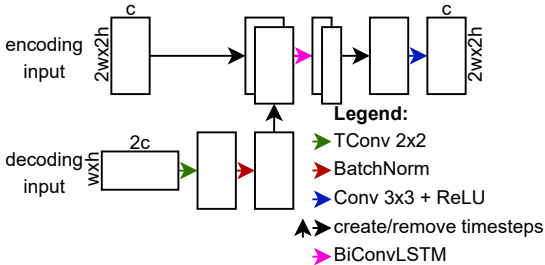 c
c
encoding
input
2wx2h
2wx2h
Legend:
2c
TConv 2x2
decoding
input
wxh
BatchNorm
Conv 3x3 + ReLU
create/remove timesteps
BiConvLSTM